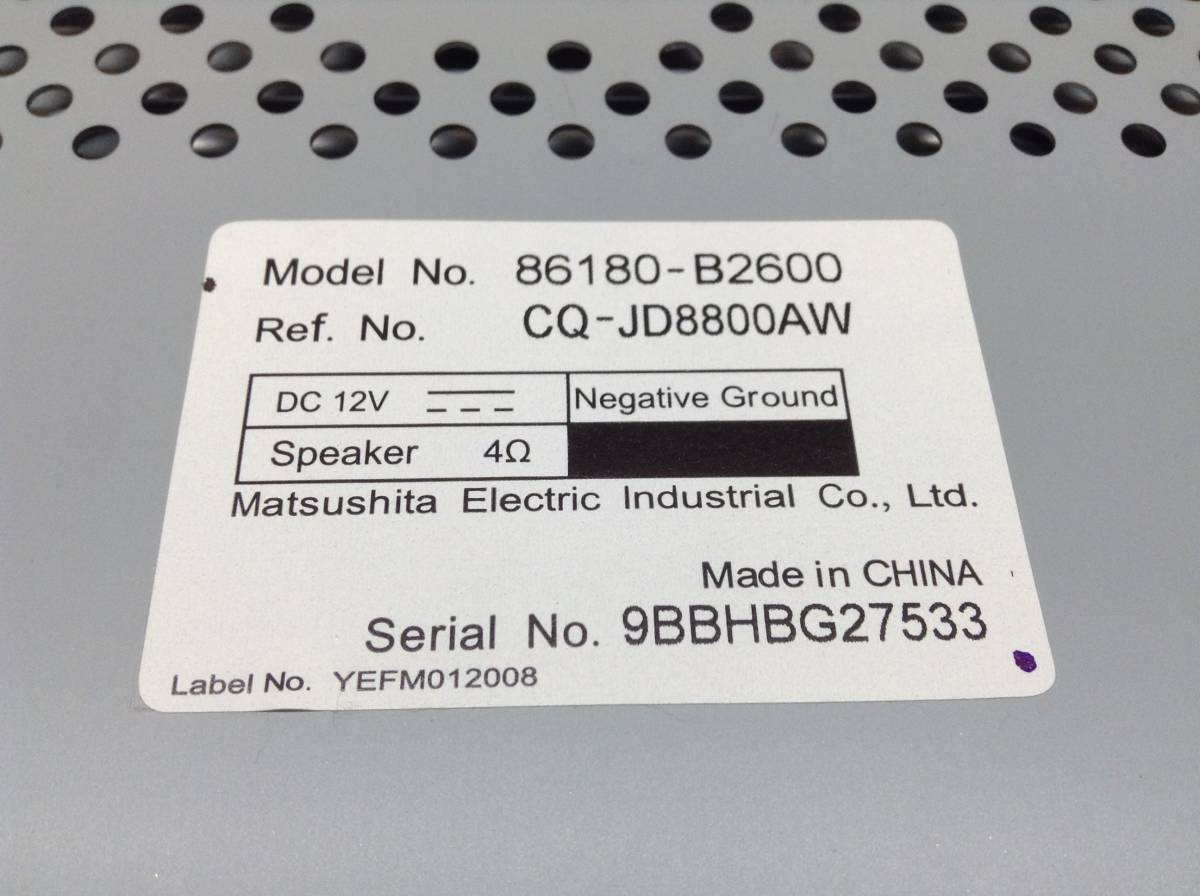 Model No. 86180-B2600
Ref. No. CQ-JD8800AW
DC 12V Negative Ground
Speaker 4Ω
Matsushita Electric Industrial Co., Ltd.
Made in CHINA
Serial No. 9BBHBG27533
Label No. YEFM012008